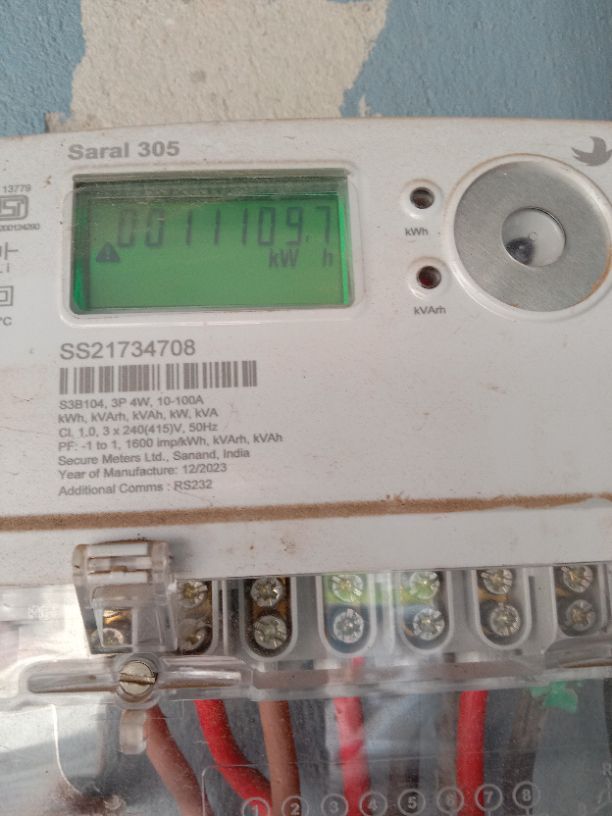 Saral 305
13779
00111109.7
kW h
kWh
kVArh
°C
SS21734708
S3B104, 3P 4W, 10-100A
kWh, kVArh, kVAh, kW, kVA
Cl. 1.0, 3 x 240(415)V, 50Hz
PF: -1 to 1, 1600 imp/kWh, kVArh, kVAh
Secure Meters Ltd., Sanand, India
Year of Manufacture: 12/2023
Additional Comms : RS232
1 2 3 4 5 6 7 8